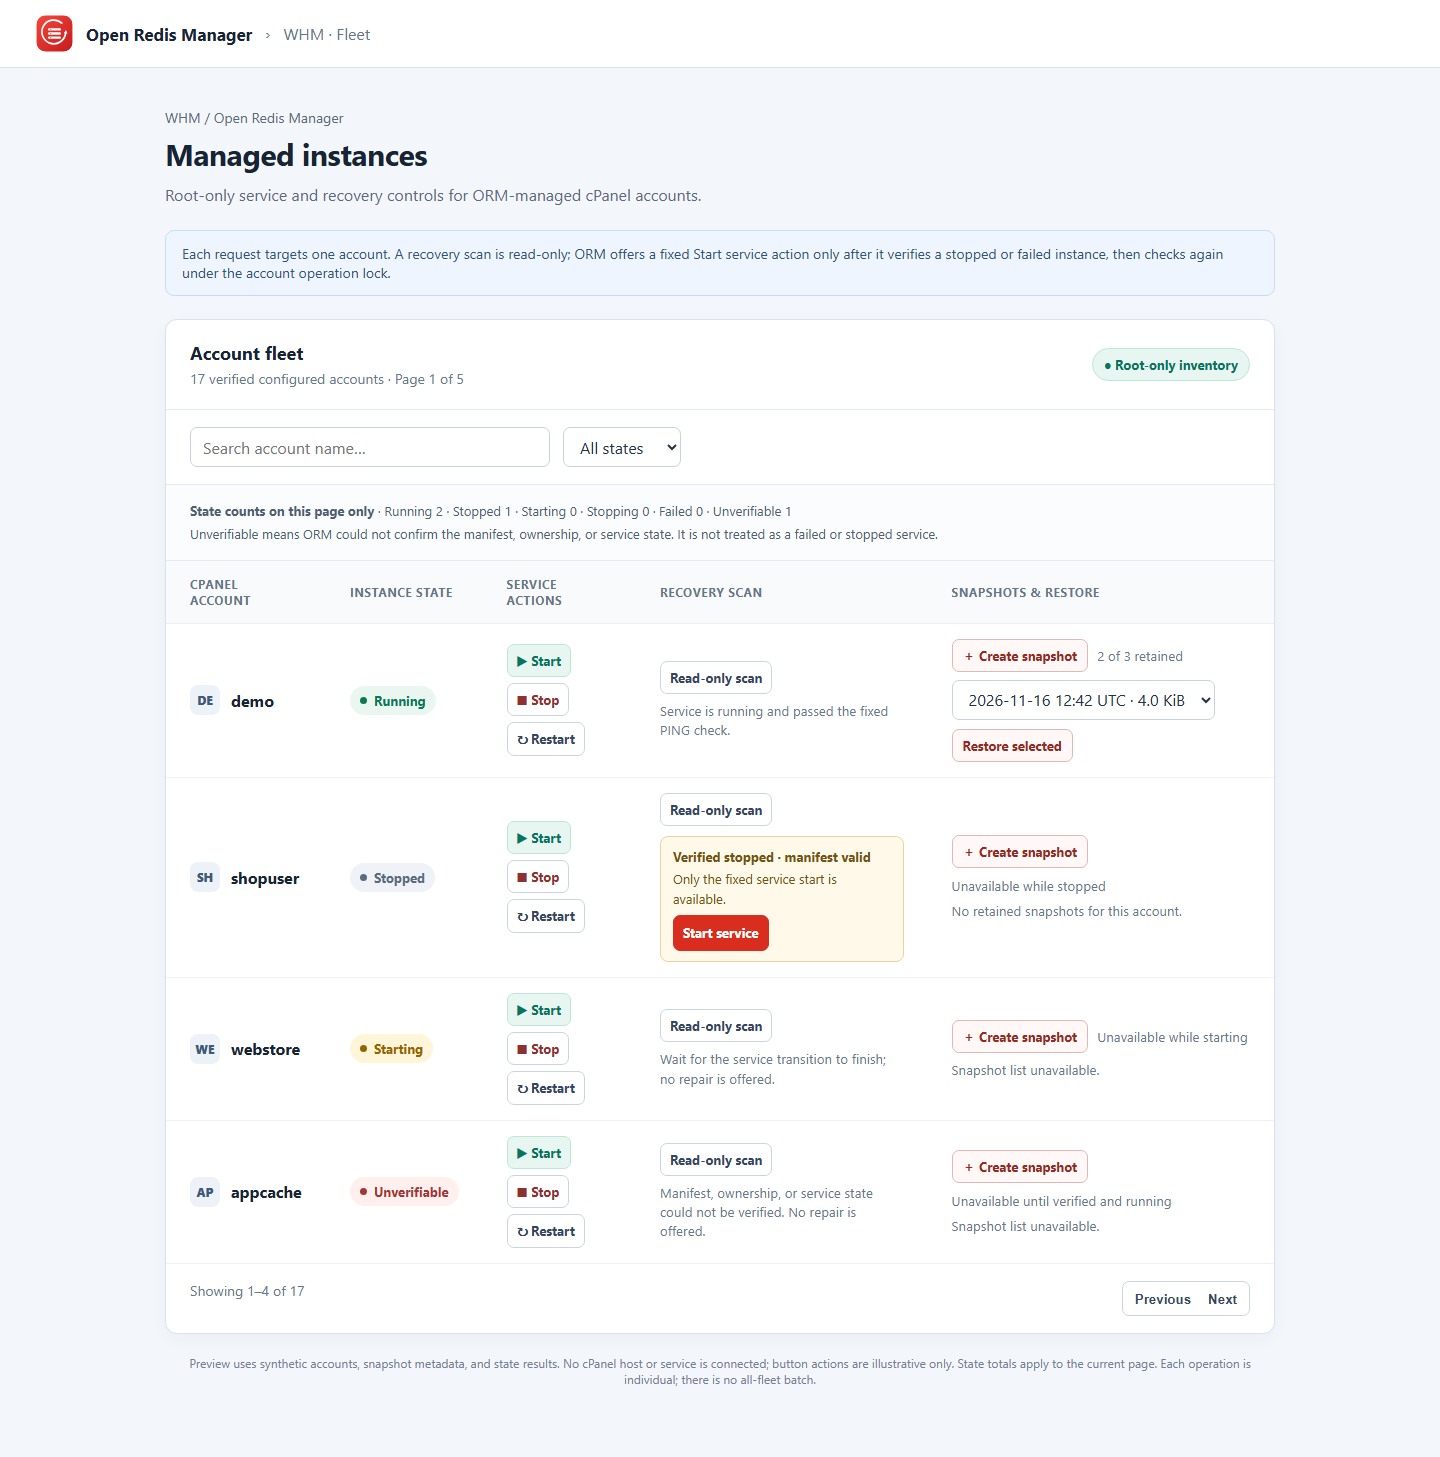 Open Redis Manager › WHM · Fleet
WHM / Open Redis Manager
Managed instances
Root-only service and recovery controls for ORM-managed cPanel accounts.
Each request targets one account. A recovery scan is read-only; ORM offers a fixed Start service action only after it verifies a stopped or failed instance, then checks again
under the account operation lock.
Account fleet
17 verified configured accounts · Page 1 of 5
● Root-only inventory
Search account name...
All states
State counts on this page only · Running 2 · Stopped 1 · Starting 0 · Stopping 0 · Failed 0 · Unverifiable 1
Unverifiable means ORM could not confirm the manifest, ownership, or service state. It is not treated as a failed or stopped service.
CPANEL
ACCOUNT
INSTANCE STATE
SERVICE
ACTIONS
RECOVERY SCAN
SNAPSHOTS & RESTORE
DE demo
● Running
▶ Start
■ Stop
↻ Restart
Read-only scan
Service is running and passed the fixed
PING check.
+ Create snapshot 2 of 3 retained
2026-11-16 12:42 UTC · 4.0 KiB
Restore selected
SH shopuser
● Stopped
▶ Start
■ Stop
↻ Restart
Read-only scan
Verified stopped · manifest valid
Only the fixed service start is
available.
Start service
+ Create snapshot
Unavailable while stopped
No retained snapshots for this account.
WE webstore
● Starting
▶ Start
■ Stop
↻ Restart
Read-only scan
Wait for the service transition to finish;
no repair is offered.
+ Create snapshot Unavailable while starting
Snapshot list unavailable.
AP appcache
● Unverifiable
▶ Start
■ Stop
↻ Restart
Read-only scan
Manifest, ownership, or service state
could not be verified. No repair is
offered.
+ Create snapshot
Unavailable until verified and running
Snapshot list unavailable.
Showing 1–4 of 17
Previous Next
Preview uses synthetic accounts, snapshot metadata, and state results. No cPanel host or service is connected; button actions are illustrative only. State totals apply to the current page. Each operation is
individual; there is no all-fleet batch.